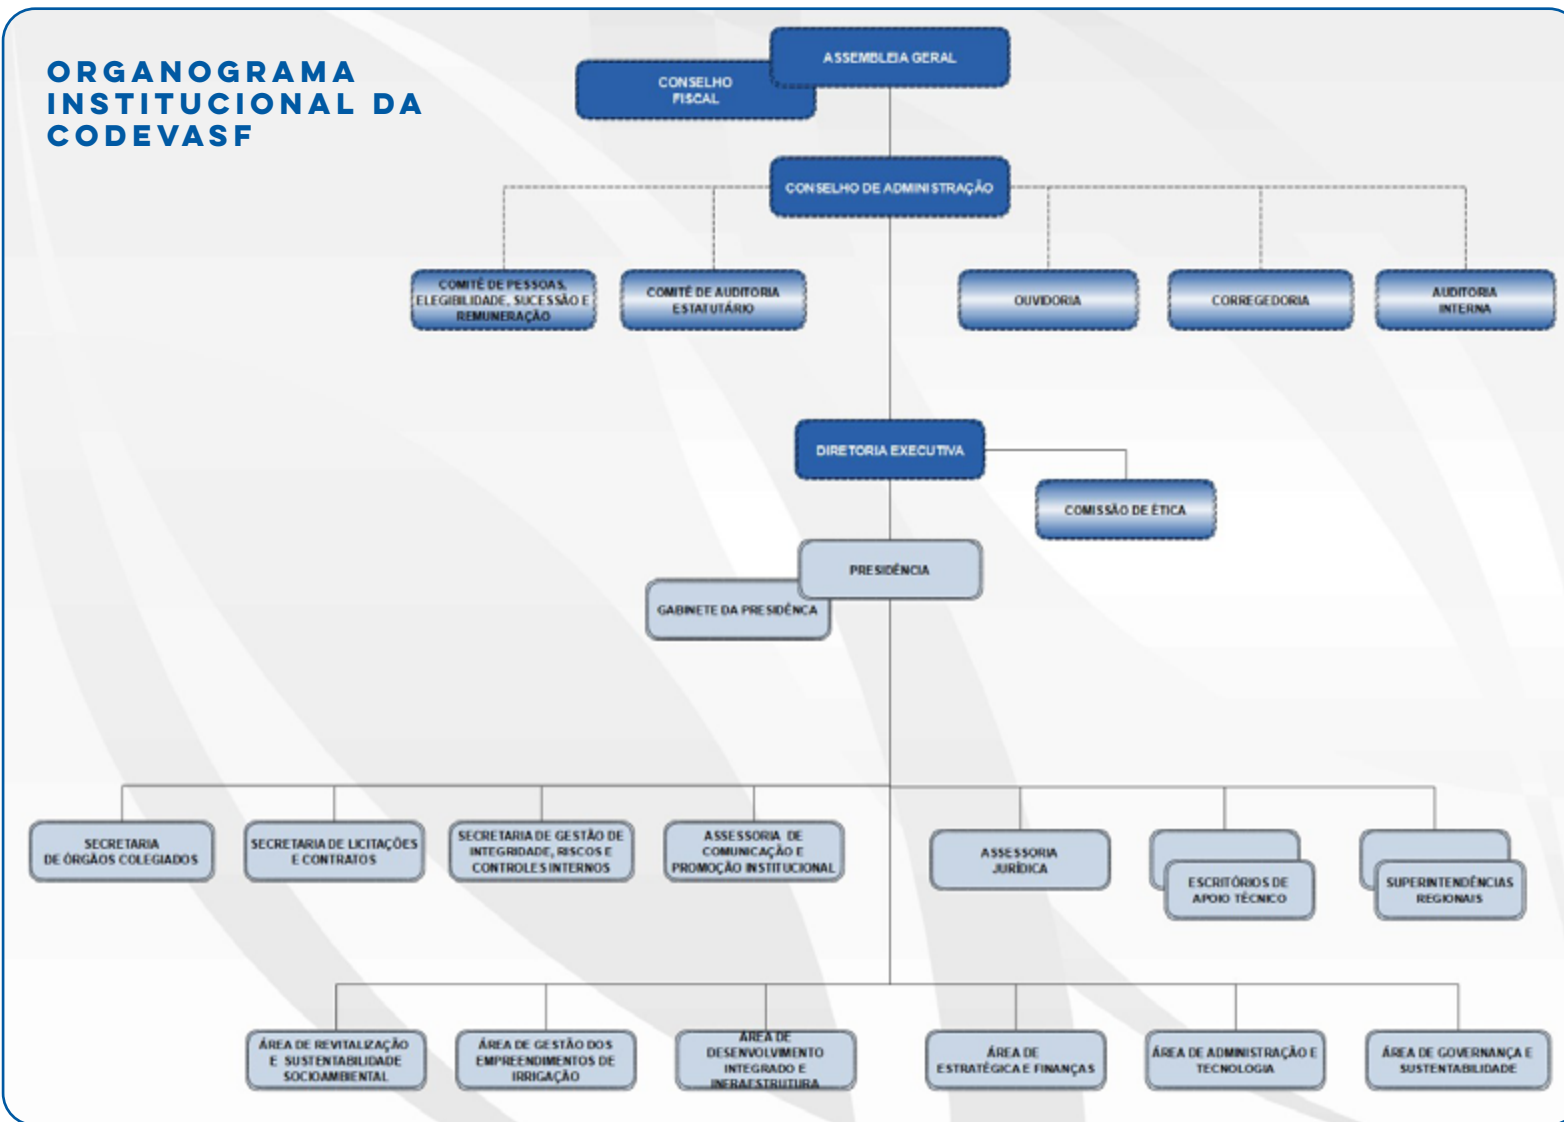 ORGANOGRAMA
INSTITUCIONAL DA
CODEVASF
ASSEMBLEIA GERAL
CONSELHO
FISCAL
CONSELHO DE ADMINISTRAÇÃO
COMITÊ DE PESSOAS,
ELEGIBILIDADE, SUCESSÃO E
REMUNERAÇÃO
COMITÊ DE AUDITORIA
ESTATUTÁRIO
OUVIDORIA
CORREGEDORIA
AUDITORIA
INTERNA
DIRETORIA EXECUTIVA
COMISSÃO DE ÉTICA
PRESIDÊNCIA
GABINETE DA PRESIDÊNCA
SECRETARIA
DE ÓRGÃOS COLEGIADOS
SECRETARIA DE LICITAÇÕES
E CONTRATOS
SECRETARIA DE GESTÃO DE
INTEGRIDADE, RISCOS E
CONTROLES INTERNOS
ASSESSORIA DE
COMUNICAÇÃO E
PROMOÇÃO INSTITUCIONAL
ASSESSORIA
JURÍDICA
ESCRITÓRIOS DE
APOIO TÉCNICO
SUPERINTENDÊNCIAS
REGIONAIS
ÁREA DE REVITALIZAÇÃO
E SUSTENTABILIDADE
SOCIOAMBIENTAL
ÁREA DE GESTÃO DOS
EMPREENDIMENTOS DE
IRRIGAÇÃO
ÁREA DE
DESENVOLVIMENTO
INTEGRADO E
INFRAESTRUTURA
ÁREA DE
ESTRATÉGICA E FINANÇAS
ÁREA DE ADMINISTRAÇÃO E
TECNOLOGIA
ÁREA DE GOVERNANÇA E
SUSTENTABILIDADE